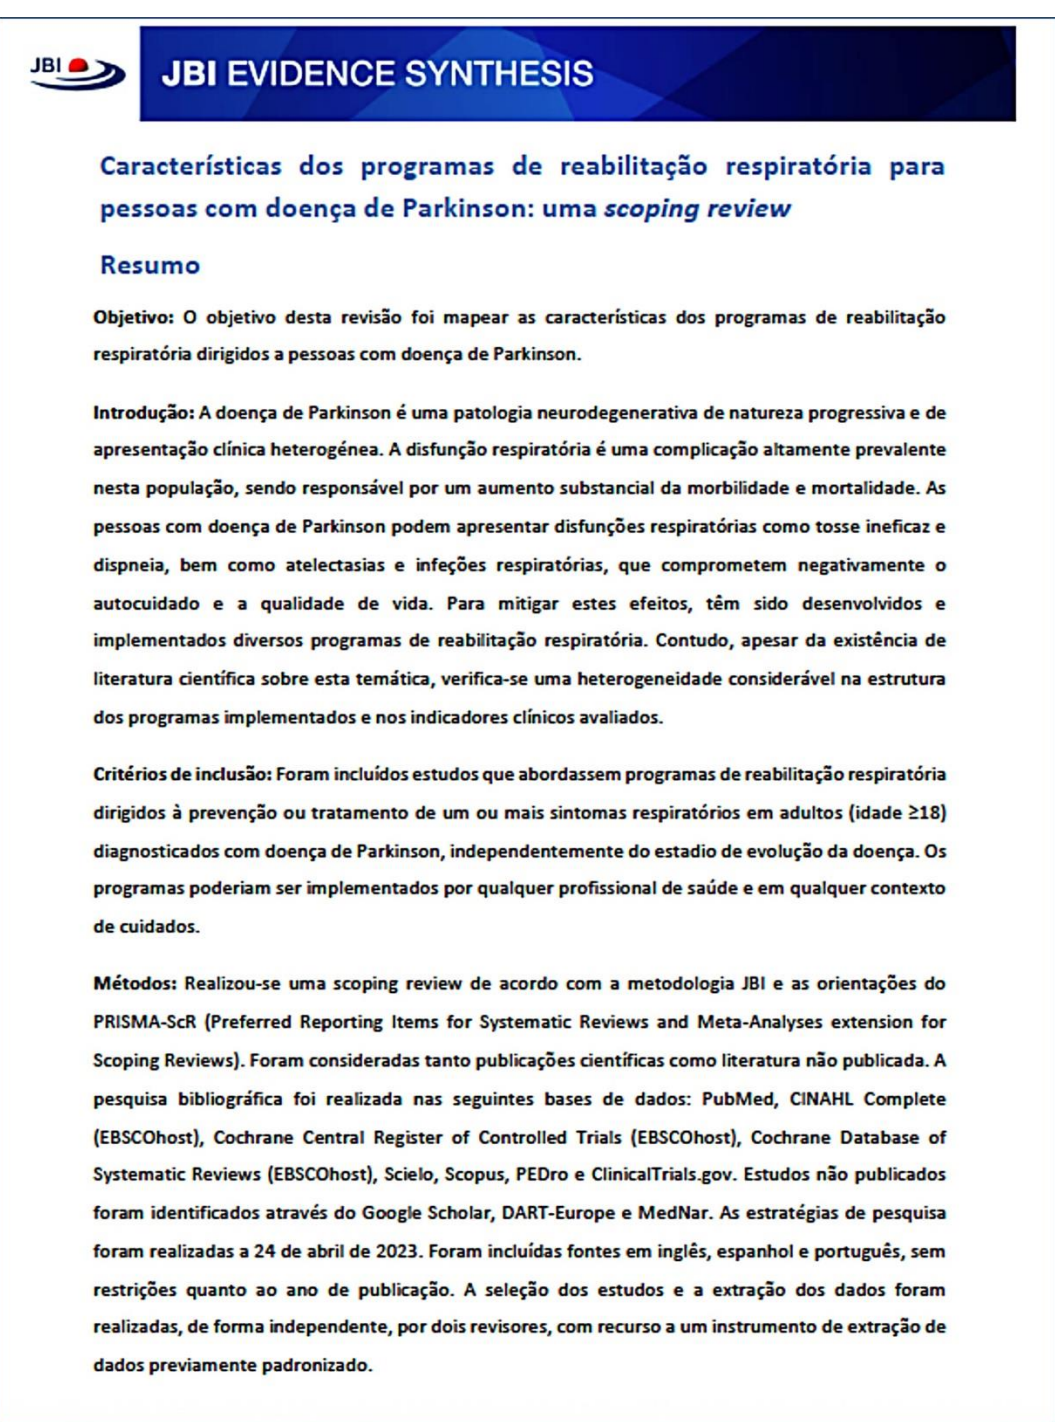 JBI
JBI EVIDENCE SYNTHESIS
Características dos programas de reabilitação respiratória para
pessoas com doença de Parkinson: uma scoping review
Resumo
Objetivo: O objetivo desta revisão foi mapear as características dos programas de reabilitação
respiratória dirigidos a pessoas com doença de Parkinson.
Introdução: A doença de Parkinson é uma patologia neurodegenerativa de natureza progressiva e de
apresentação clínica heterogénea. A disfunção respiratória é uma complicação altamente prevalente
nesta população, sendo responsável por um aumento substancial da morbilidade e mortalidade. As
pessoas com doença de Parkinson podem apresentar disfunções respiratórias como tosse ineficaz e
dispneia, bem como atelectasias e infeções respiratórias, que comprometem negativamente o
autocuidado e a qualidade de vida. Para mitigar estes efeitos, têm sido desenvolvidos e
implementados diversos programas de reabilitação respiratória. Contudo, apesar da existência de
literatura científica sobre esta temática, verifica-se uma heterogeneidade considerável na estrutura
dos programas implementados e nos indicadores clínicos avaliados.
Critérios de inclusão: Foram incluídos estudos que abordassem programas de reabilitação respiratória
dirigidos à prevenção ou tratamento de um ou mais sintomas respiratórios em adultos (idade ≥18)
diagnosticados com doença de Parkinson, independentemente do estadio de evolução da doença. Os
programas poderiam ser implementados por qualquer profissional de saúde e em qualquer contexto
de cuidados.
Métodos: Realizou-se uma scoping review de acordo com a metodologia JBI e as orientações do
PRISMA-ScR (Preferred Reporting Items for Systematic Reviews and Meta-Analyses extension for
Scoping Reviews). Foram consideradas tanto publicações científicas como literatura não publicada. A
pesquisa bibliográfica foi realizada nas seguintes bases de dados: PubMed, CINAHL Complete
(EBSCOhost), Cochrane Central Register of Controlled Trials (EBSCOhost), Cochrane Database of
Systematic Reviews (EBSCOhost), Scielo, Scopus, PEDro e ClinicalTrials.gov. Estudos não publicados
foram identificados através do Google Scholar, DART-Europe e MedNar. As estratégias de pesquisa
foram realizadas a 24 de abril de 2023. Foram incluídas fontes em inglês, espanhol e português, sem
restrições quanto ao ano de publicação. A seleção dos estudos e a extração dos dados foram
realizadas, de forma independente, por dois revisores, com recurso a um instrumento de extração de
dados previamente padronizado.